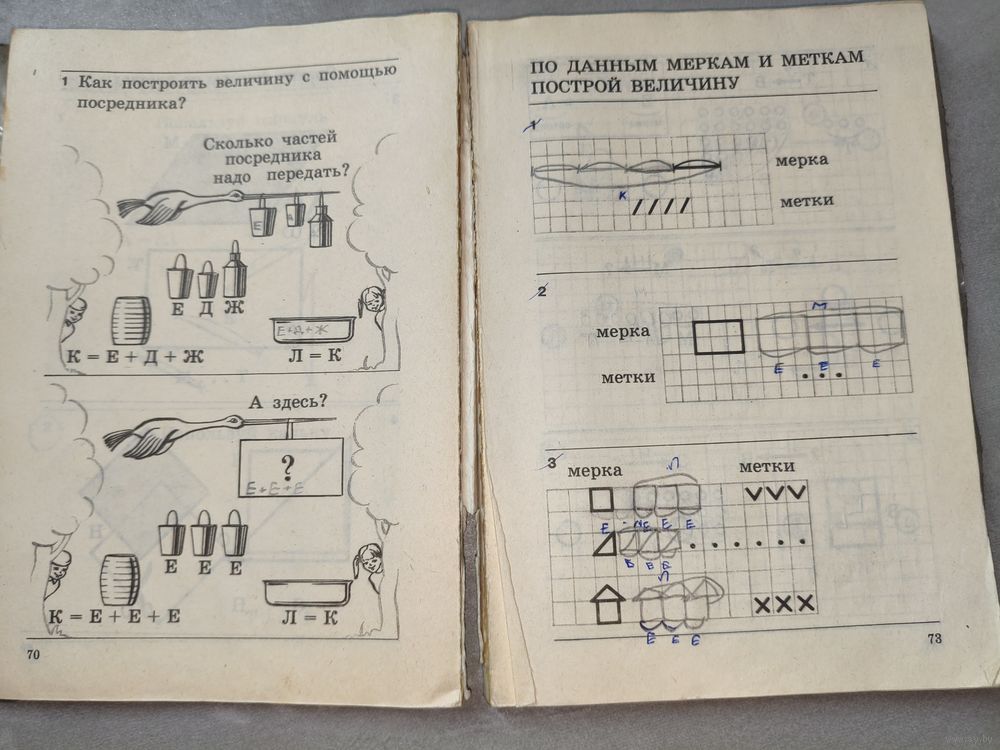 1 Как построить величину с помощью
посредника?
Сколько частей
посредника
надо передать?
Е
Е Д Ж
Е+Д+Ж
К = Е + Д + Ж
Л = К
А здесь?
?
Е+Е+Е
Е Е Е
К = Е + Е + Е
Л = К
70
ПО ДАННЫМ МЕРКАМ И МЕТКАМ
ПОСТРОЙ ВЕЛИЧИНУ
1
мерка
К
метки
2
М
мерка
Е Е Е
метки
3
мерка
метки
Л
Е Е Е
Л
Е Е Е
73